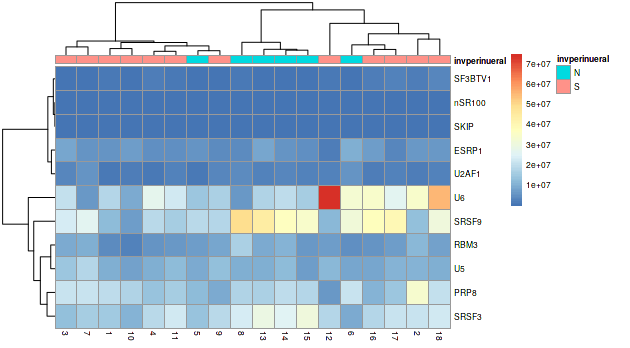 invperinueral
SF3BTV1
nSR100
SKIP
ESRP1
U2AF1
U6
SRSF9
RBM3
U5
PRP8
SRSF3
3 7 1 10 4 11 5 9 8 13 14 15 12 6 16 17 2 18
7e+07
6e+07
5e+07
4e+07
3e+07
2e+07
1e+07
invperinueral
N
S